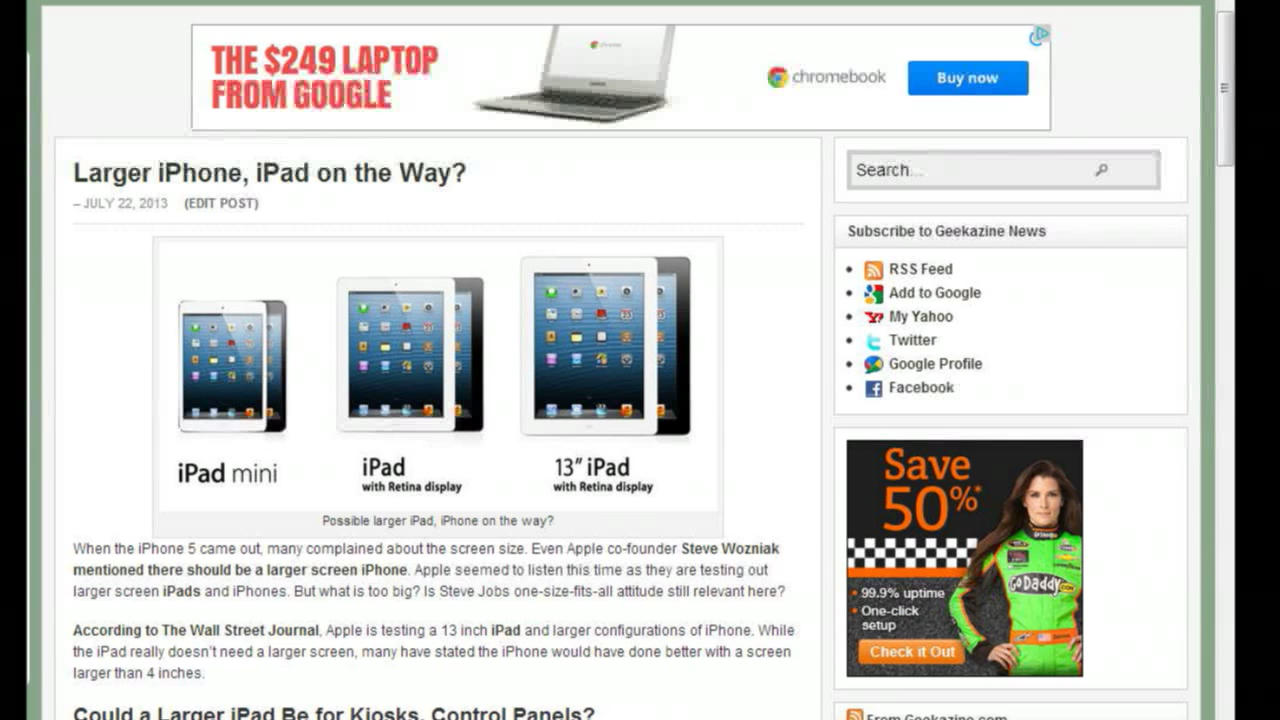 THE $249 LAPTOP
FROM GOOGLE
chrome
chromebook
Buy now
Larger iPhone, iPad on the Way?
– JULY 22, 2013 (EDIT POST)
iPad mini
iPad
with Retina display
13” iPad
with Retina display
Possible larger iPad, iPhone on the way?
When the iPhone 5 came out, many complained about the screen size. Even Apple co-founder Steve Wozniak
mentioned there should be a larger screen iPhone. Apple seemed to listen this time as they are testing out
larger screen iPads and iPhones. But what is too big? Is Steve Jobs one-size-fits-all attitude still relevant here?
According to The Wall Street Journal, Apple is testing a 13 inch iPad and larger configurations of iPhone. While
the iPad really doesn't need a larger screen, many have stated the iPhone would have done better with a screen
larger than 4 inches.
Could a Larger iPad Be for Kiosks, Control Panels?
Search...
Subscribe to Geekazine News
RSS Feed
Add to Google
My Yahoo
Twitter
Google Profile
Facebook
Save
50%*
• 99.9% uptime
• One-click
setup
Check it Out
GoDaddy.com
From Geekazine.com